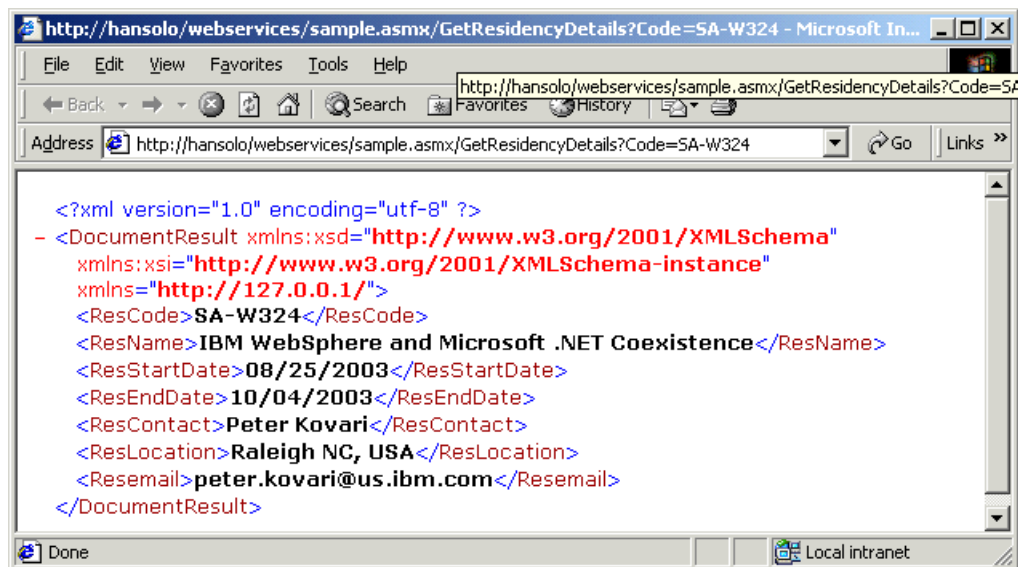 http://hansolo/webservices/sample.asmx/GetResidencyDetails?Code=SA-W324 - Microsoft In...
File Edit View Favorites Tools Help
http://hansolo/webservices/sample.asmx/GetResidencyDetails?Code=SA
Back Search Favorites History
Address http://hansolo/webservices/sample.asmx/GetResidencyDetails?Code=SA-W324 Go Links »
<?xml version="1.0" encoding="utf-8" ?>
- <DocumentResult xmlns:xsd="http://www.w3.org/2001/XMLSchema"
xmlns:xsi="http://www.w3.org/2001/XMLSchema-instance"
xmlns="http://127.0.0.1/">
<ResCode>SA-W324</ResCode>
<ResName>IBM WebSphere and Microsoft .NET Coexistence</ResName>
<ResStartDate>08/25/2003</ResStartDate>
<ResEndDate>10/04/2003</ResEndDate>
<ResContact>Peter Kovari</ResContact>
<ResLocation>Raleigh NC, USA</ResLocation>
<Resemail>peter.kovari@us.ibm.com</Resemail>
</DocumentResult>
Done Local intranet